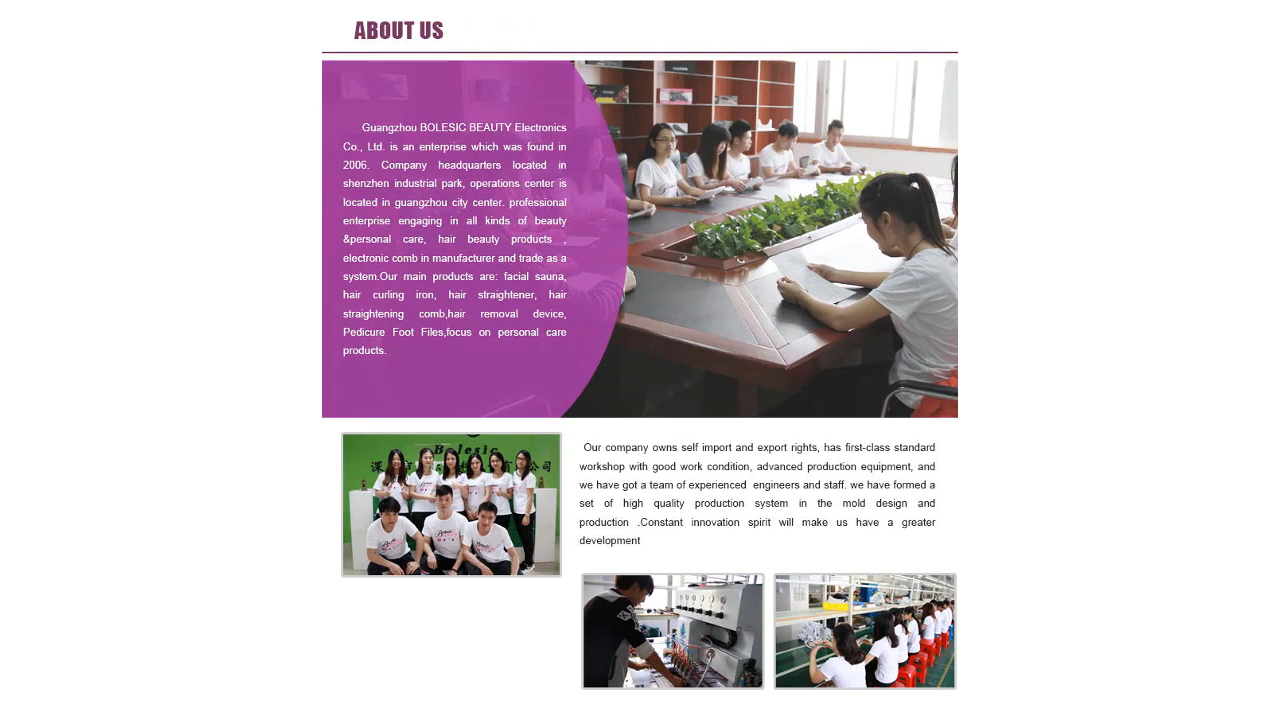 ABOUT US
Guangzhou BOLESIC BEAUTY Electronics
Co., Ltd. is an enterprise which was found in
2006. Company headquarters located in
shenzhen industrial park, operations center is
located in guangzhou city center. professional
enterprise engaging in all kinds of beauty
&personal care, hair beauty products ,
electronic comb in manufacturer and trade as a
system.Our main products are: facial sauna,
hair curling iron, hair straightener, hair
straightening comb,hair removal device,
Pedicure Foot Files,focus on personal care
products.
Bolesic
Our company owns self import and export rights, has first-class standard
workshop with good work condition, advanced production equipment, and
we have got a team of experienced engineers and staff. we have formed a
set of high quality production system in the mold design and
production .Constant innovation spirit will make us have a greater
development